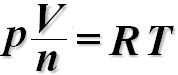 p V/n = R T